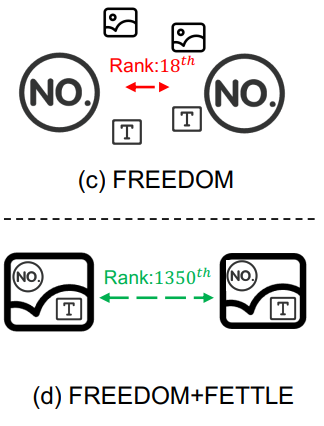 Rank:18th
NO. NO.
T T
(c) FREEDOM
NO. Rank:1350th NO.
T T
(d) FREEDOM+FETTLE